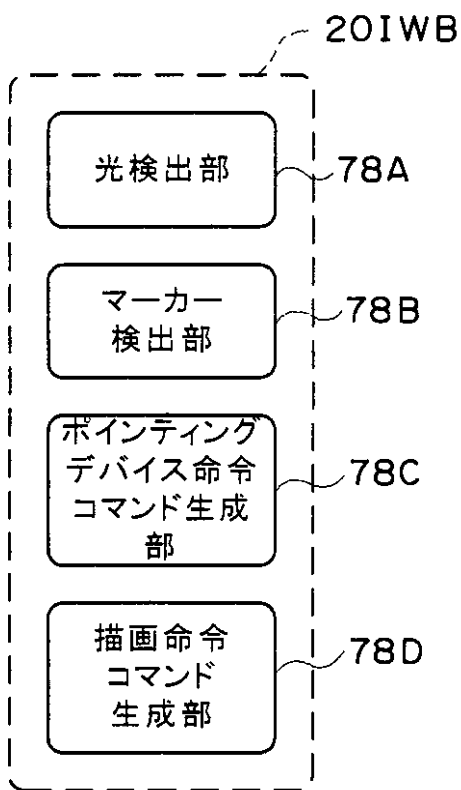 20IWB
光検出部
78A
マーカー
検出部
78B
ポインティング
デバイス命令
コマンド生成
部
78C
描画命令
コマンド
生成部
78D